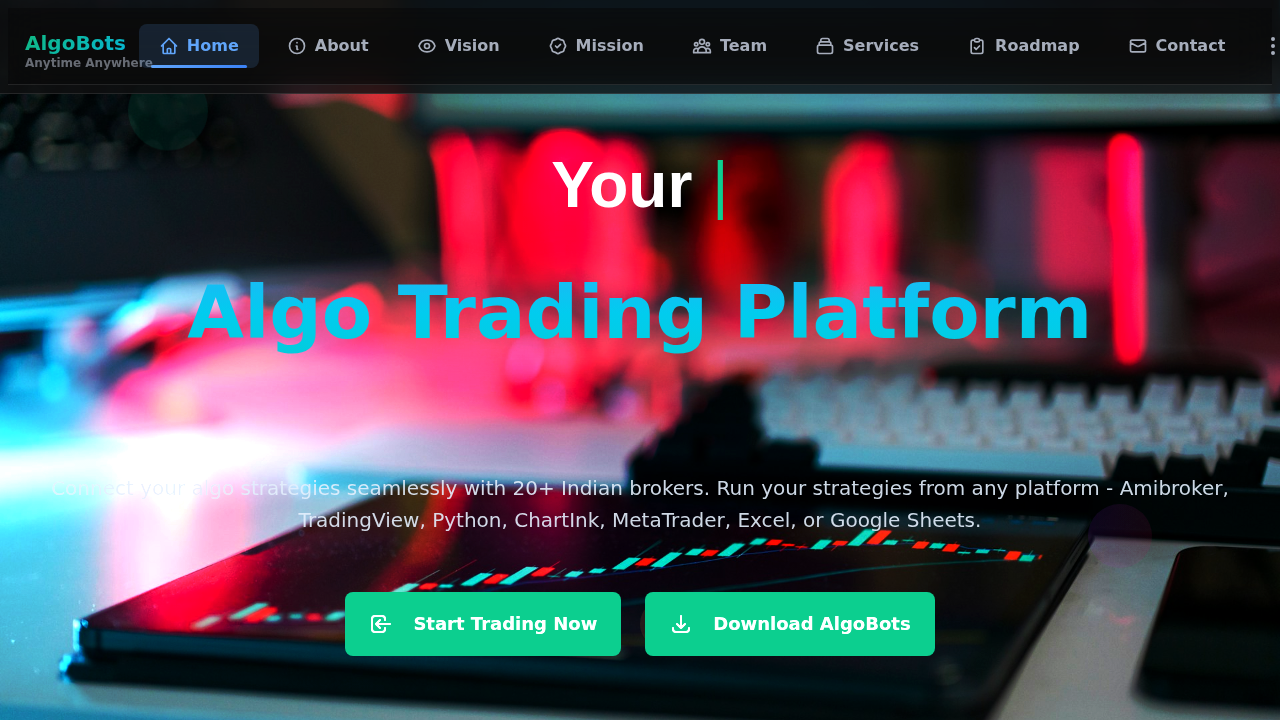 AlgoBots
Anytime Anywhere
Home
About
Vision
Mission
Team
Services
Roadmap
Contact
Your
Algo Trading Platform
Connect your algo strategies seamlessly with 20+ Indian brokers. Run your strategies from any platform - Amibroker,
TradingView, Python, ChartInk, MetaTrader, Excel, or Google Sheets.
Start Trading Now
Download AlgoBots